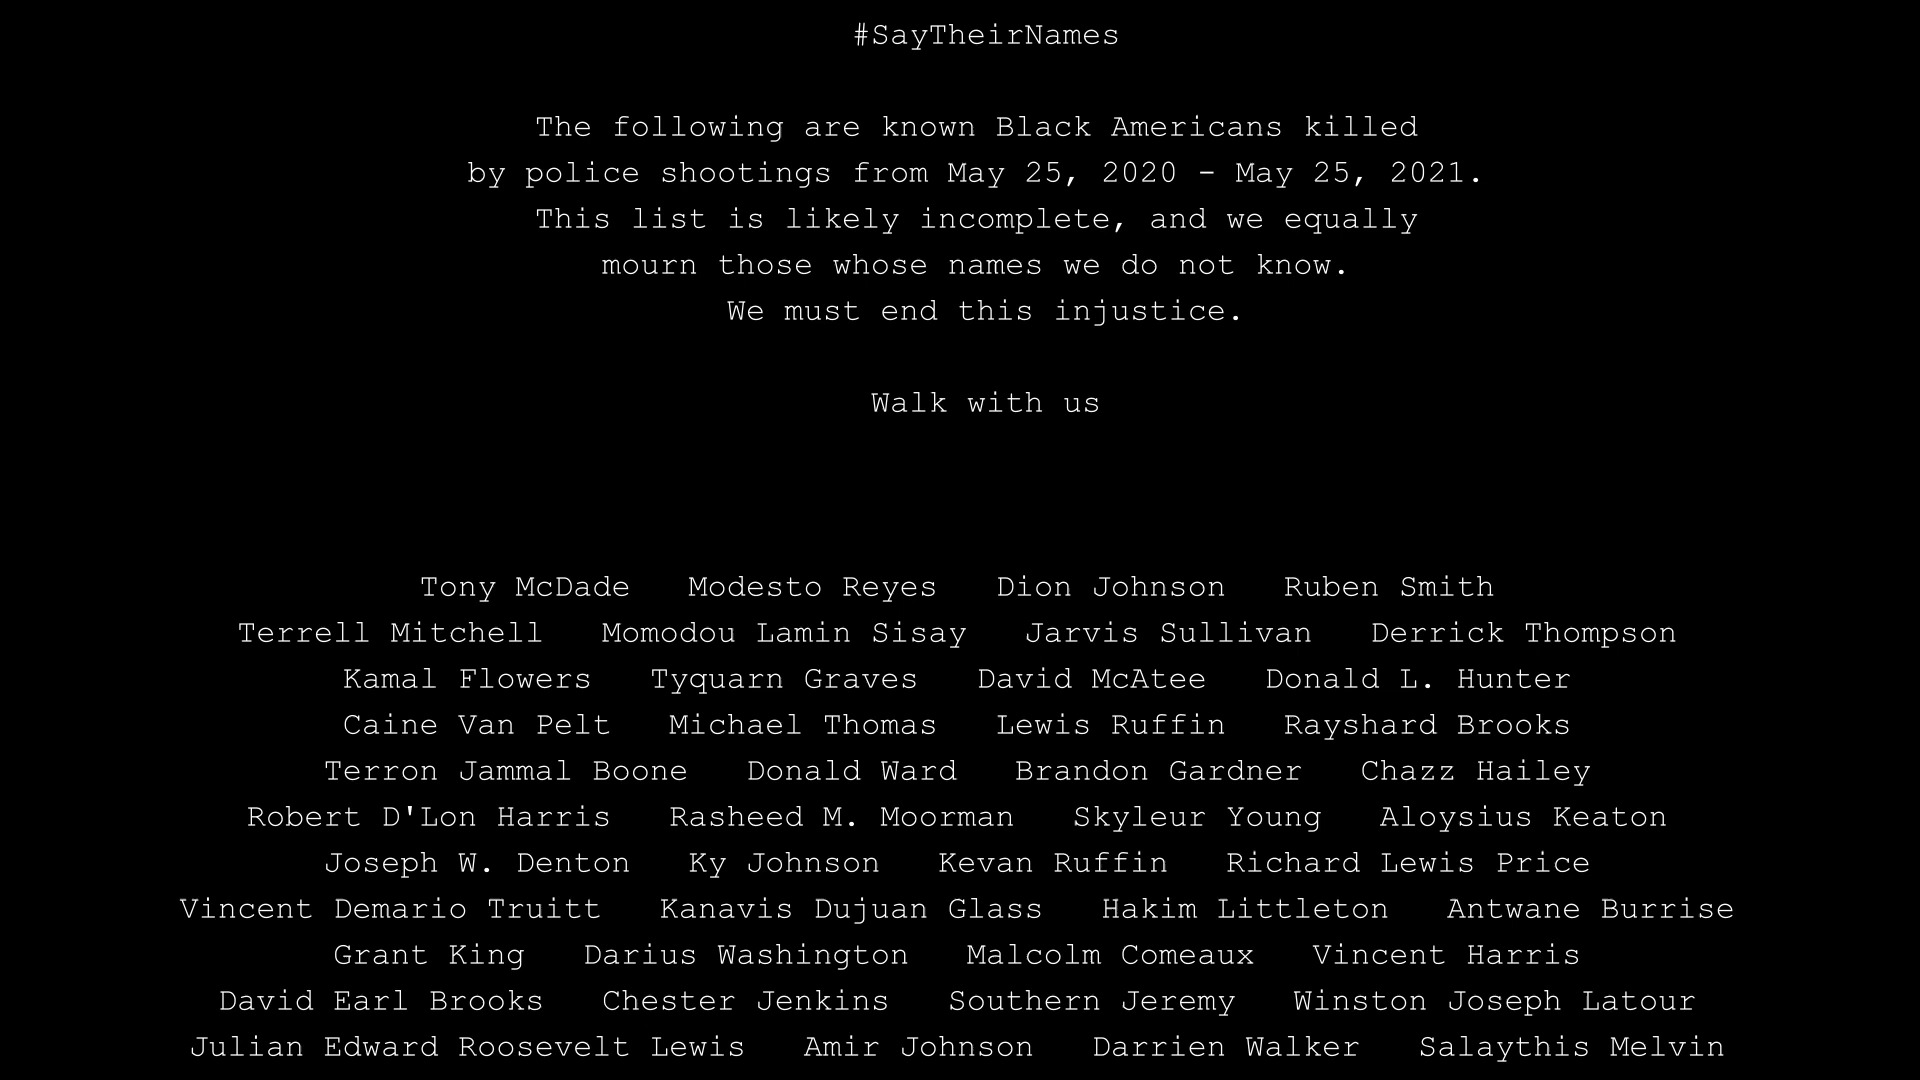 #SayTheirNames
The following are known Black Americans killed
by police shootings from May 25, 2020 - May 25, 2021.
This list is likely incomplete, and we equally
mourn those whose names we do not know.
We must end this injustice.
Walk with us
Tony McDade Modesto Reyes Dion Johnson Ruben Smith
Terrell Mitchell Momodou Lamin Sisay Jarvis Sullivan Derrick Thompson
Kamal Flowers Tyquarn Graves David McAtee Donald L. Hunter
Caine Van Pelt Michael Thomas Lewis Ruffin Rayshard Brooks
Terron Jammal Boone Donald Ward Brandon Gardner Chazz Hailey
Robert D'Lon Harris Rasheed M. Moorman Skyleur Young Aloysius Keaton
Joseph W. Denton Ky Johnson Kevan Ruffin Richard Lewis Price
Vincent Demario Truitt Kanavis Dujuan Glass Hakim Littleton Antwane Burrise
Grant King Darius Washington Malcolm Comeaux Vincent Harris
David Earl Brooks Chester Jenkins Southern Jeremy Winston Joseph Latour
Julian Edward Roosevelt Lewis Amir Johnson Darrien Walker Salaythis Melvin